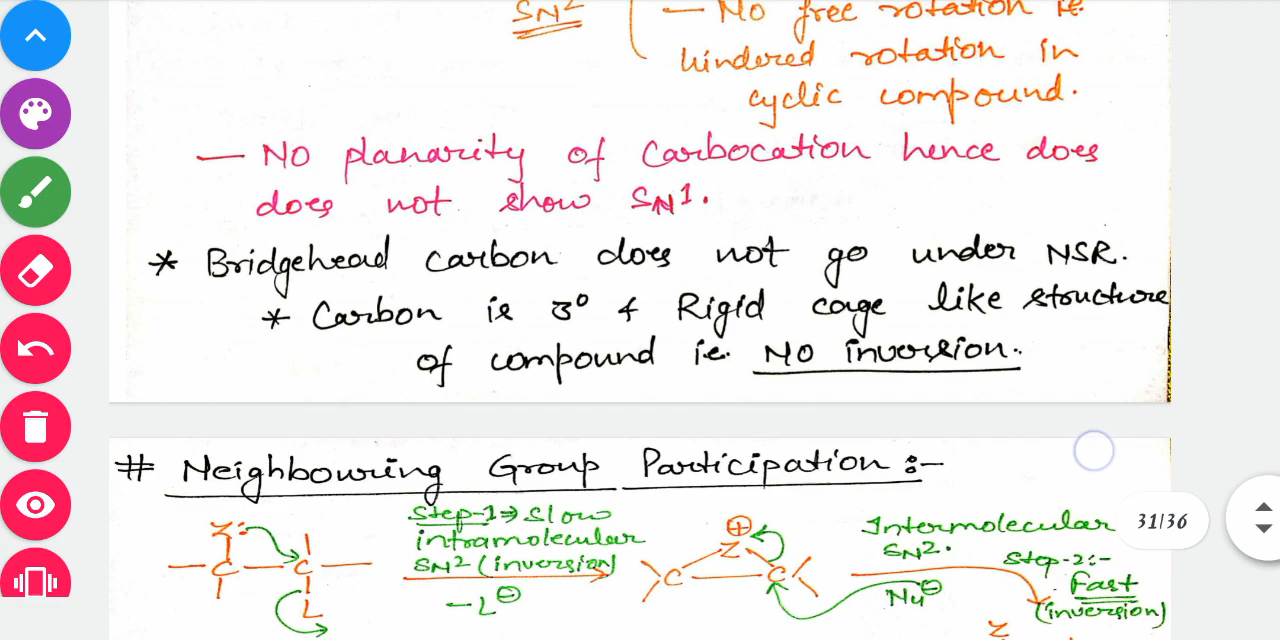 SN2
— No free rotation ie.
hindered rotation in
cyclic compound.
— No planarity of carbocation hence does
does not show SN1.
* Bridgehead carbon does not go under NSR.
* Carbon is 3° & Rigid cage like structure
of compound ie. No inversion.
# Neighbouring Group Participation :-
Step-1 ⇒ Slow
intramolecular
SN2 (inversion)
-L⊖
Z:
— C — C —
L
⊕
Z
C — C
Intermolecular
SN2.
Nu⊖
Step-2:-
Fast
(inversion)
Z
31/36